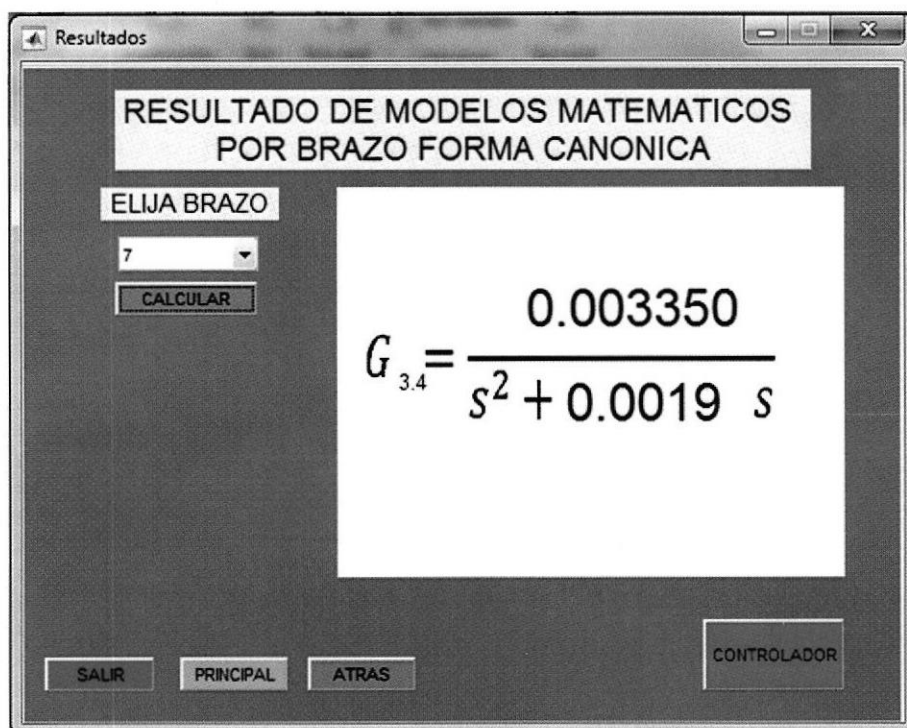 Resultados
RESULTADO DE MODELOS MATEMATICOS
POR BRAZO FORMA CANONICA
ELIJA BRAZO
7
CALCULAR
0.003350
G 3.4 =
s² + 0.0019 s
SALIR
PRINCIPAL
ATRAS
CONTROLADOR